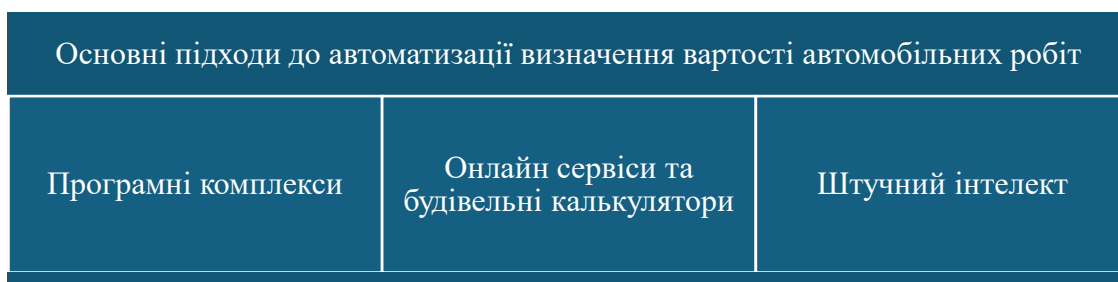 Основні підходи до автоматизації визначення вартості автомобільних робіт
Програмні комплекси
Онлайн сервіси та
будівельні калькулятори
Штучний інтелект